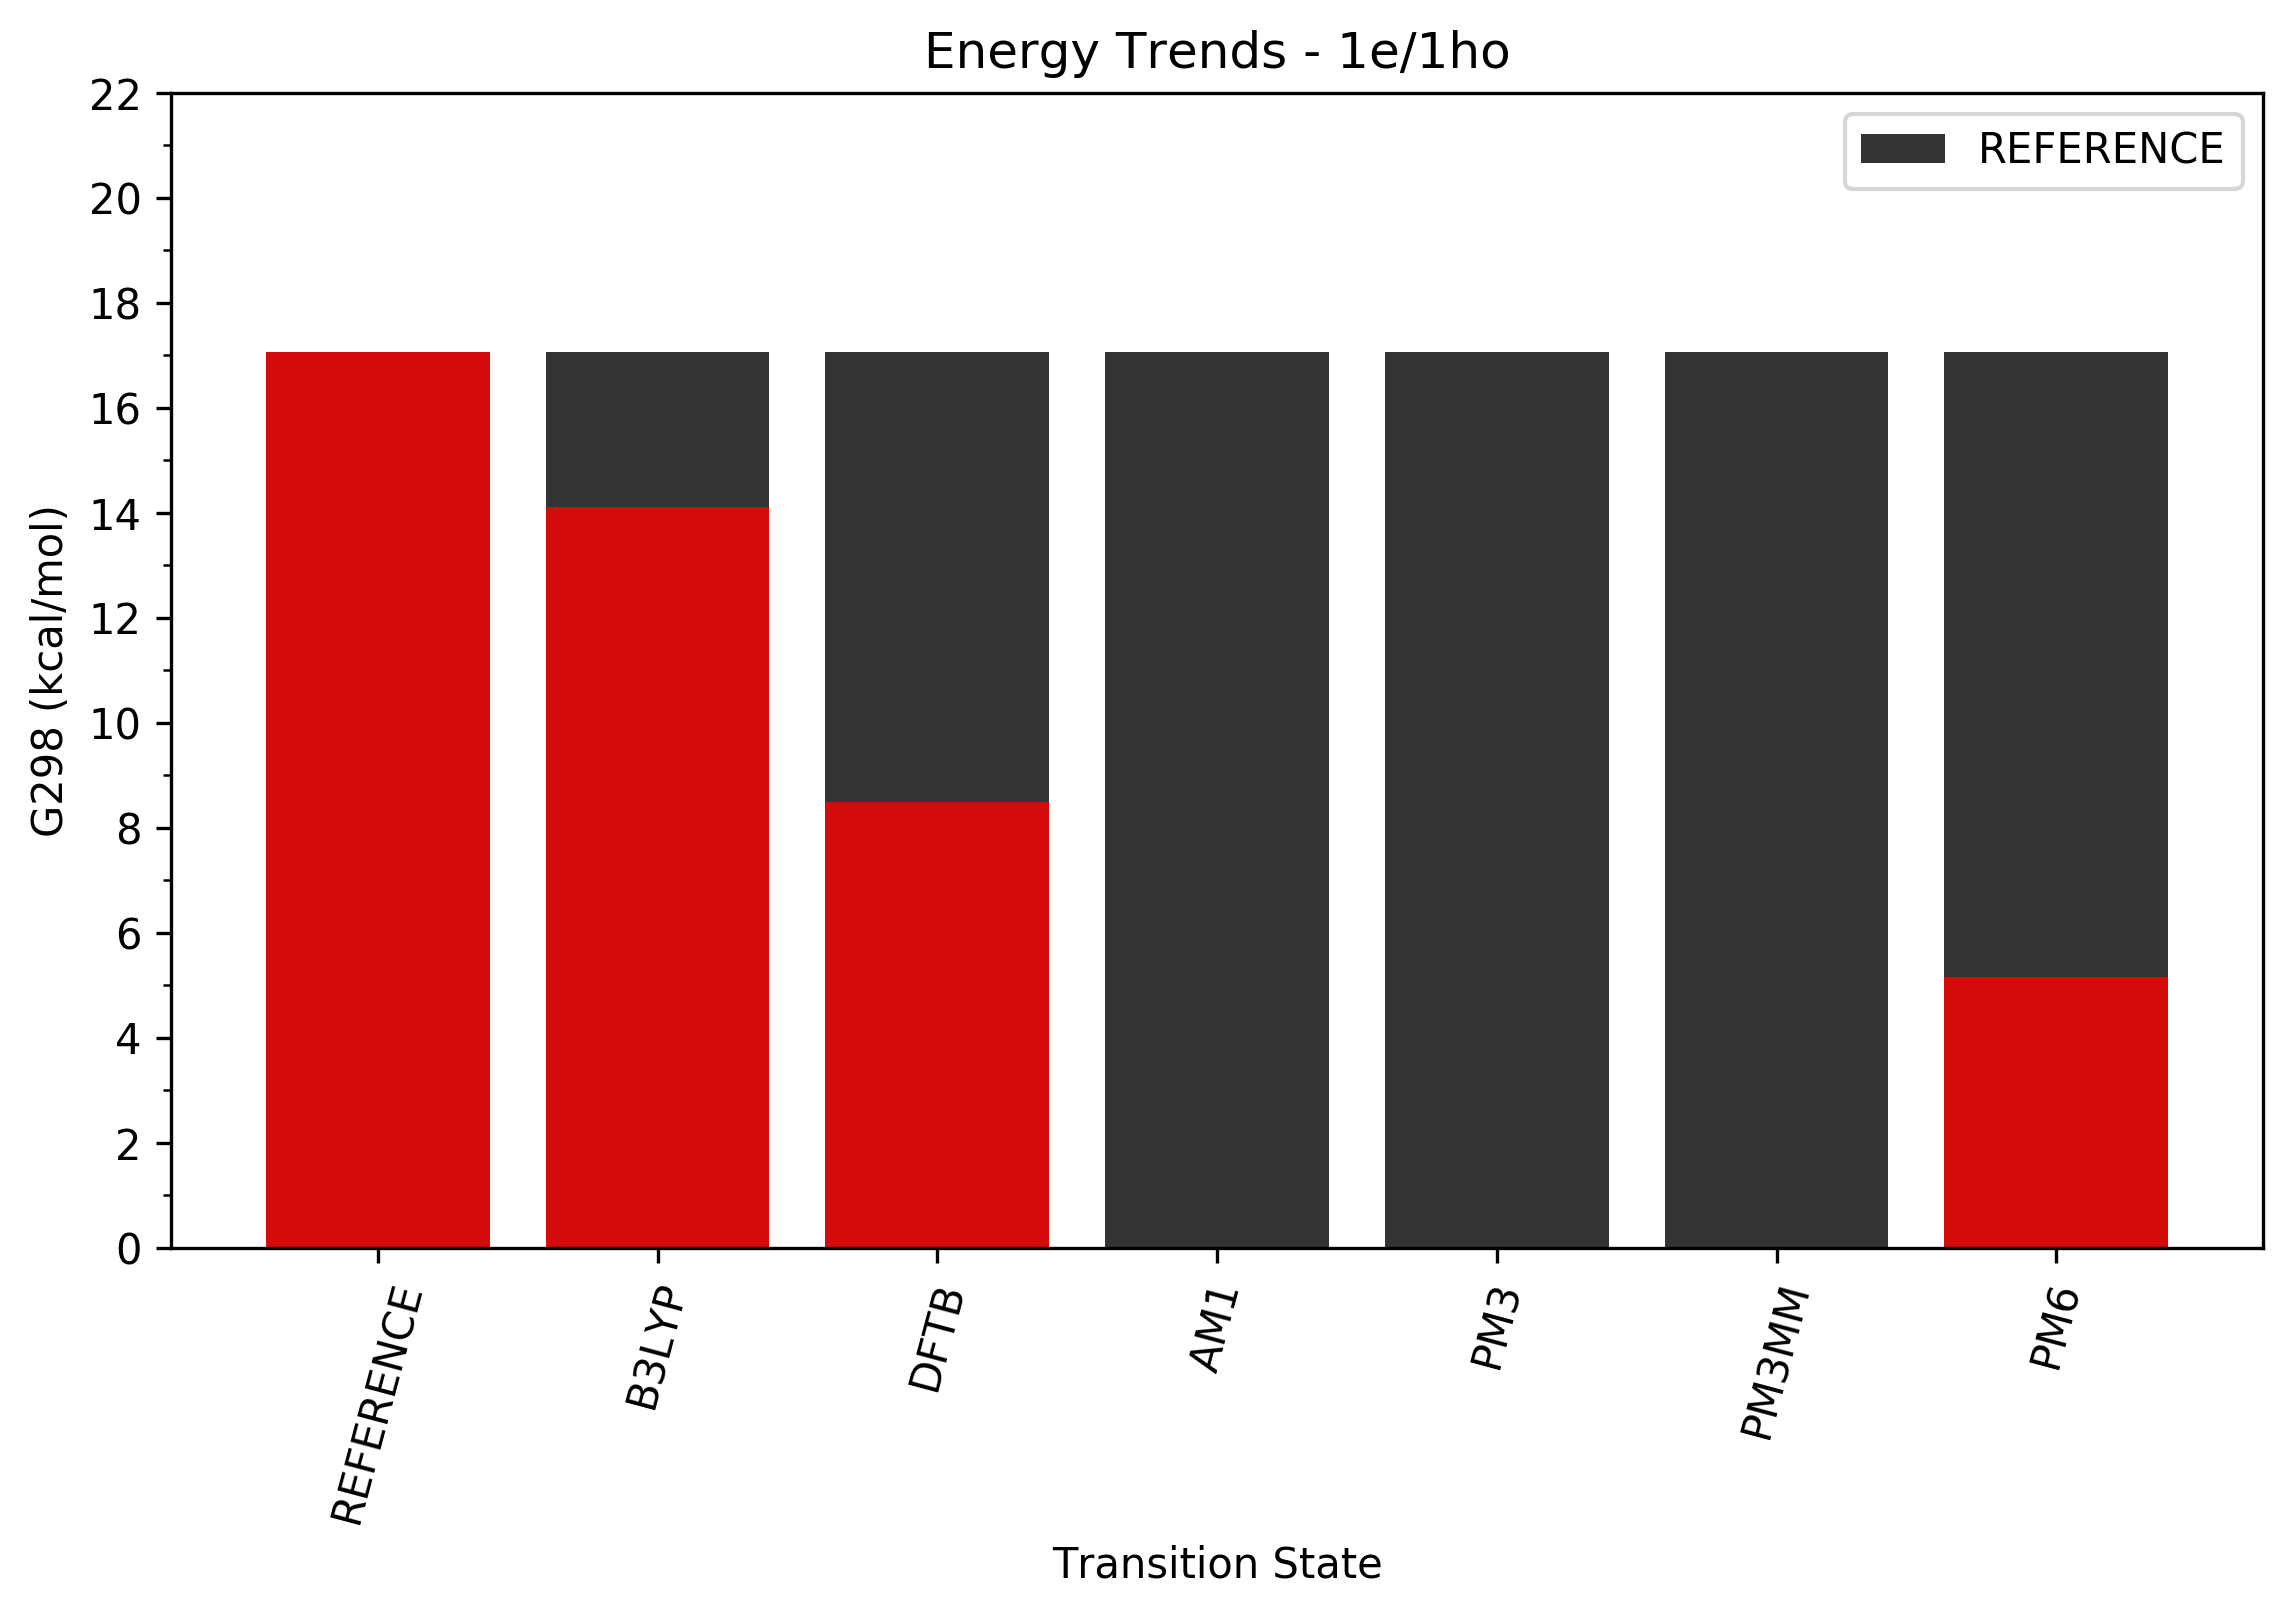 Energy Trends - 1e/1ho
REFERENCE
G298 (kcal/mol)
22
20
18
16
14
12
10
8
6
4
2
0
REFERENCE
B3LYP
DFTB
AM1
PM3
PM3MM
PM6
Transition State